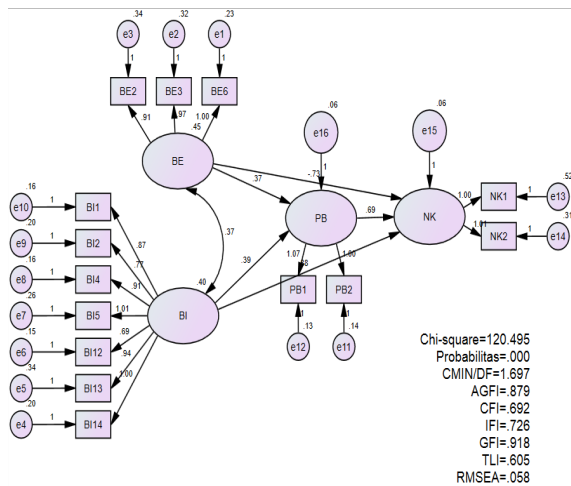 .34 .32 .23
e3 e2 e1
1 1 1
BE2 BE3 BE6
.91 .97 1.00
.45
BE
.06 .06
e16 e15
1 1
.37 -.73
.16
e10 1 BI1
.20
e9 1 BI2
.16
e8 1 BI4
.26
e7 1 BI5
.15
e6 1 BI12
.34
e5 1 BI13
.20
e4 1 BI14
.87
.77
.91
1.01
.69
.94
1.00
.37
.40
BI
.39
PB
.69
NK
1.00 NK1 1 e13 .52
1.01 NK2 1 e14
1.07 1.00
PB1 PB2
1 1
.13 .14
e12 e11
Chi-square=120.495
Probabilitas=.000
CMIN/DF=1.697
AGFI=.879
CFI=.692
IFI=.726
GFI=.918
TLI=.605
RMSEA=.058